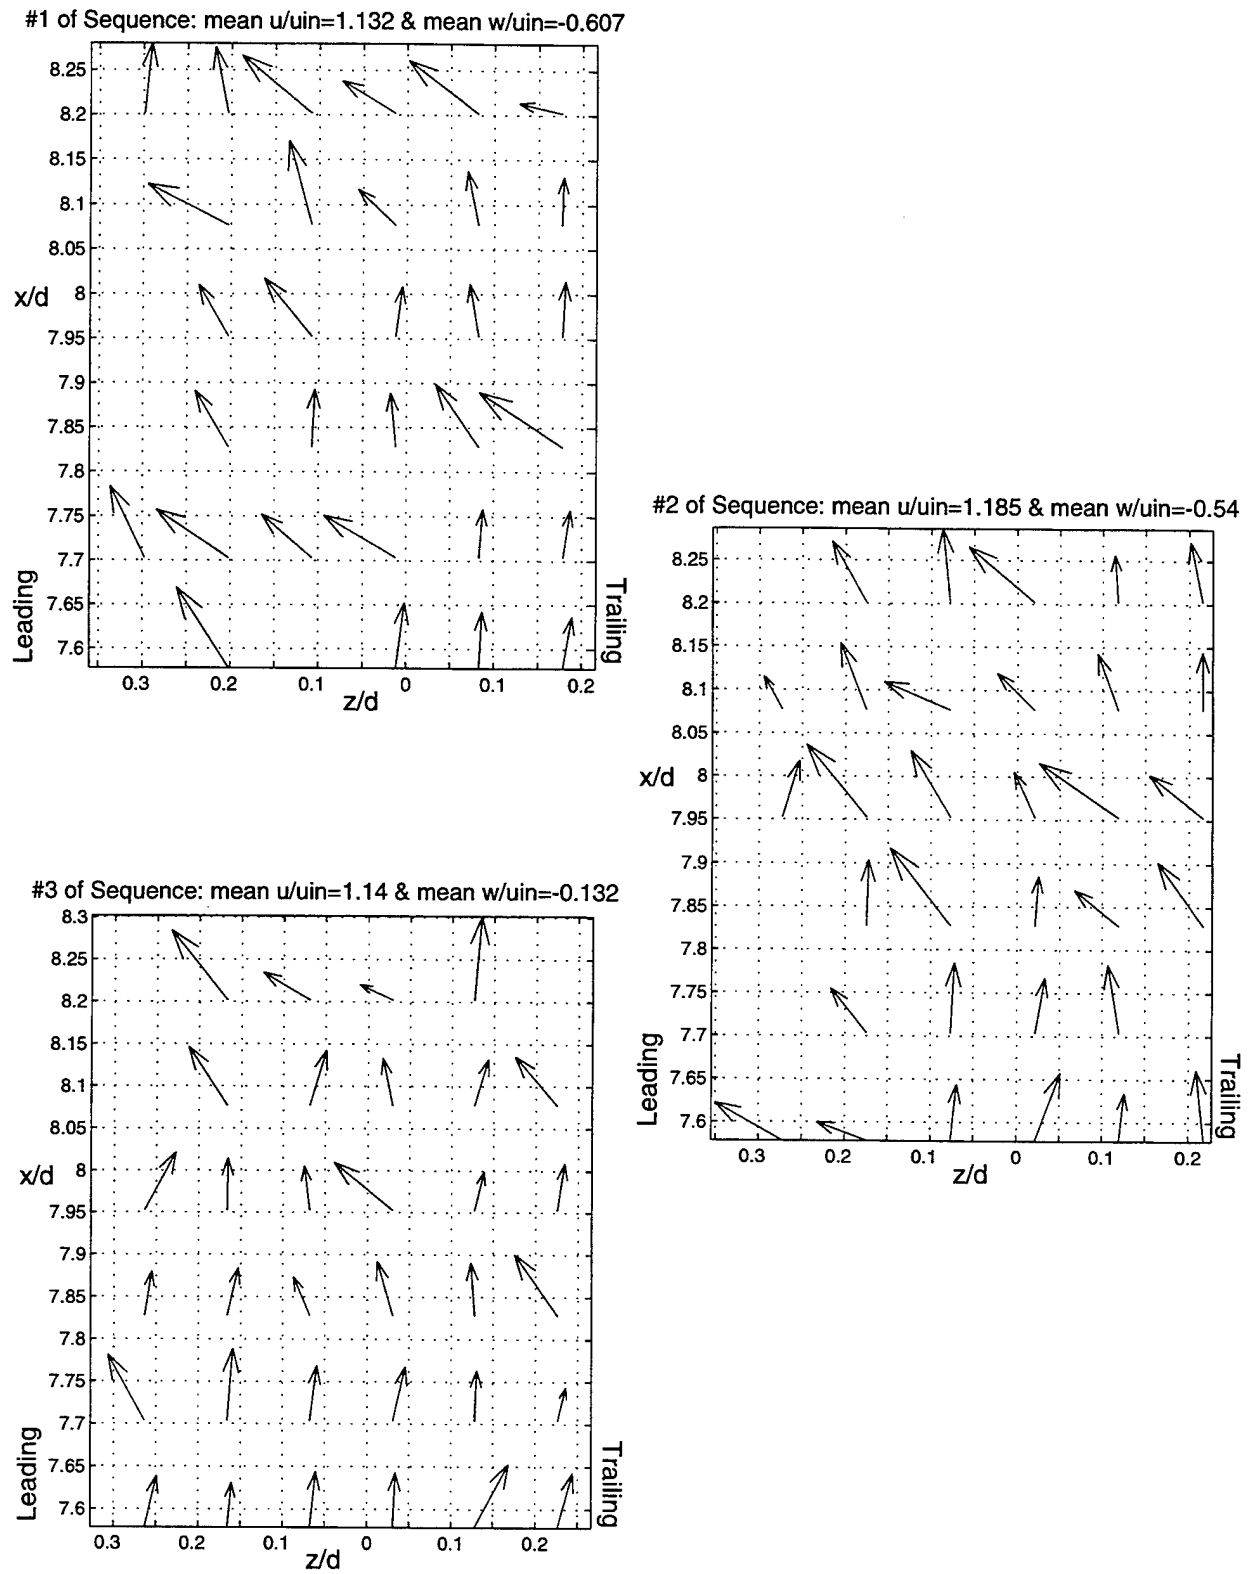 #1 of Sequence: mean u/uin=1.132 & mean w/uin=-0.607
8.25
8.2
8.15
8.1
8.05
x/d 8
7.95
7.9
7.85
7.8
7.75
7.7
7.65
7.6
Leading
Trailing
0.3 0.2 0.1 0 0.1 0.2
z/d
#2 of Sequence: mean u/uin=1.185 & mean w/uin=-0.54
8.25
8.2
8.15
8.1
8.05
x/d 8
7.95
7.9
7.85
7.8
7.75
7.7
7.65
7.6
Leading
Trailing
0.3 0.2 0.1 0 0.1 0.2
z/d
#3 of Sequence: mean u/uin=1.14 & mean w/uin=-0.132
8.3
8.25
8.2
8.15
8.1
8.05
x/d 8
7.95
7.9
7.85
7.8
7.75
7.7
7.65
7.6
Leading
Trailing
0.3 0.2 0.1 0 0.1 0.2
z/d